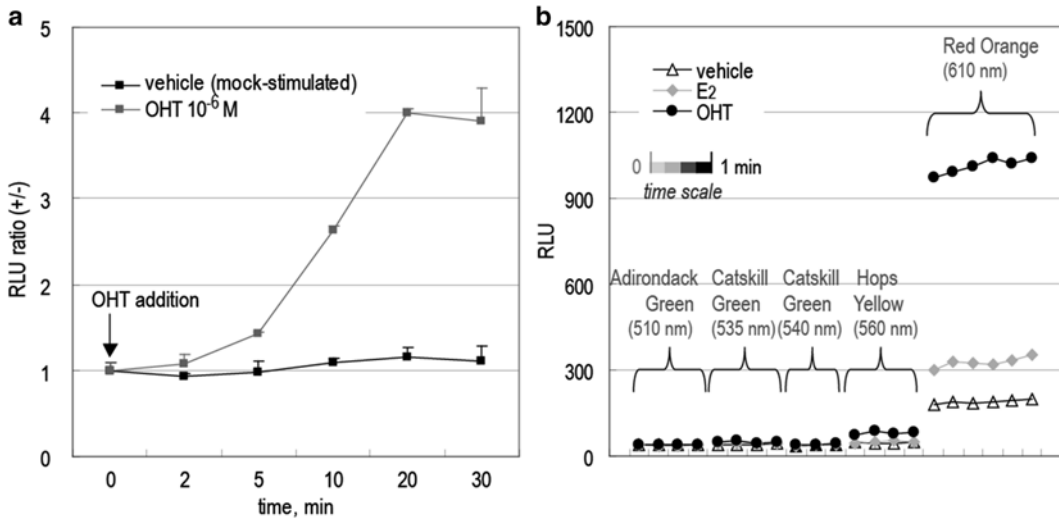 a
5
4
3
2
1
0
RLU ratio (+/-)
vehicle (mock-stimulated)
OHT 10⁻⁶ M
OHT addition
0 2 5 10 20 30
time, min
b
1500
1200
900
600
300
0
RLU
vehicle
E₂
OHT
0 1 min
time scale
Red Orange
(610 nm)
Adirondack
Green
(510 nm)
Catskill
Green
(535 nm)
Catskill
Green
(540 nm)
Hops
Yellow
(560 nm)